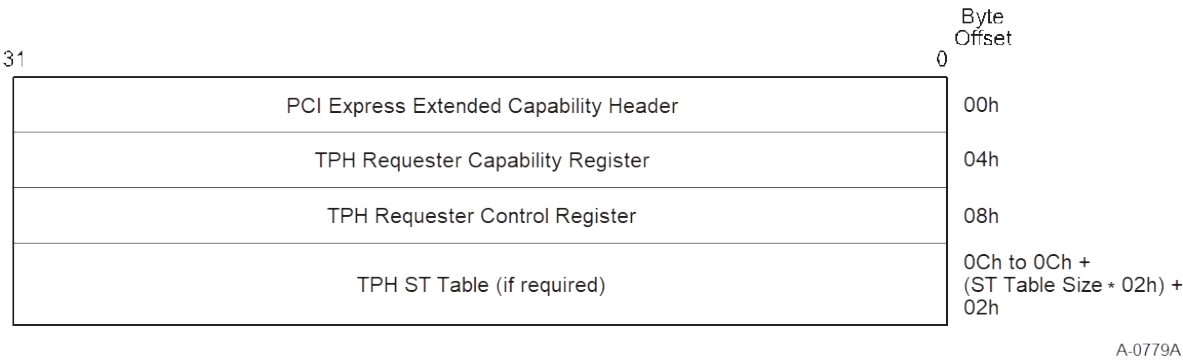 Byte
Offset
31
0
PCI Express Extended Capability Header
00h
TPH Requester Capability Register
04h
TPH Requester Control Register
08h
TPH ST Table (if required)
0Ch to 0Ch +
(ST Table Size * 02h) +
02h
A-0779A